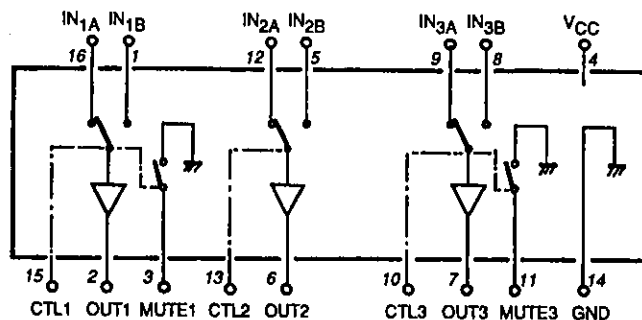 IN1A IN1B IN2A IN2B IN3A IN3B VCC
16 1 12 5 9 8 4
15 2 3 13 6 10 7 11 14
CTL1 OUT1 MUTE1 CTL2 OUT2 CTL3 OUT3 MUTE3 GND